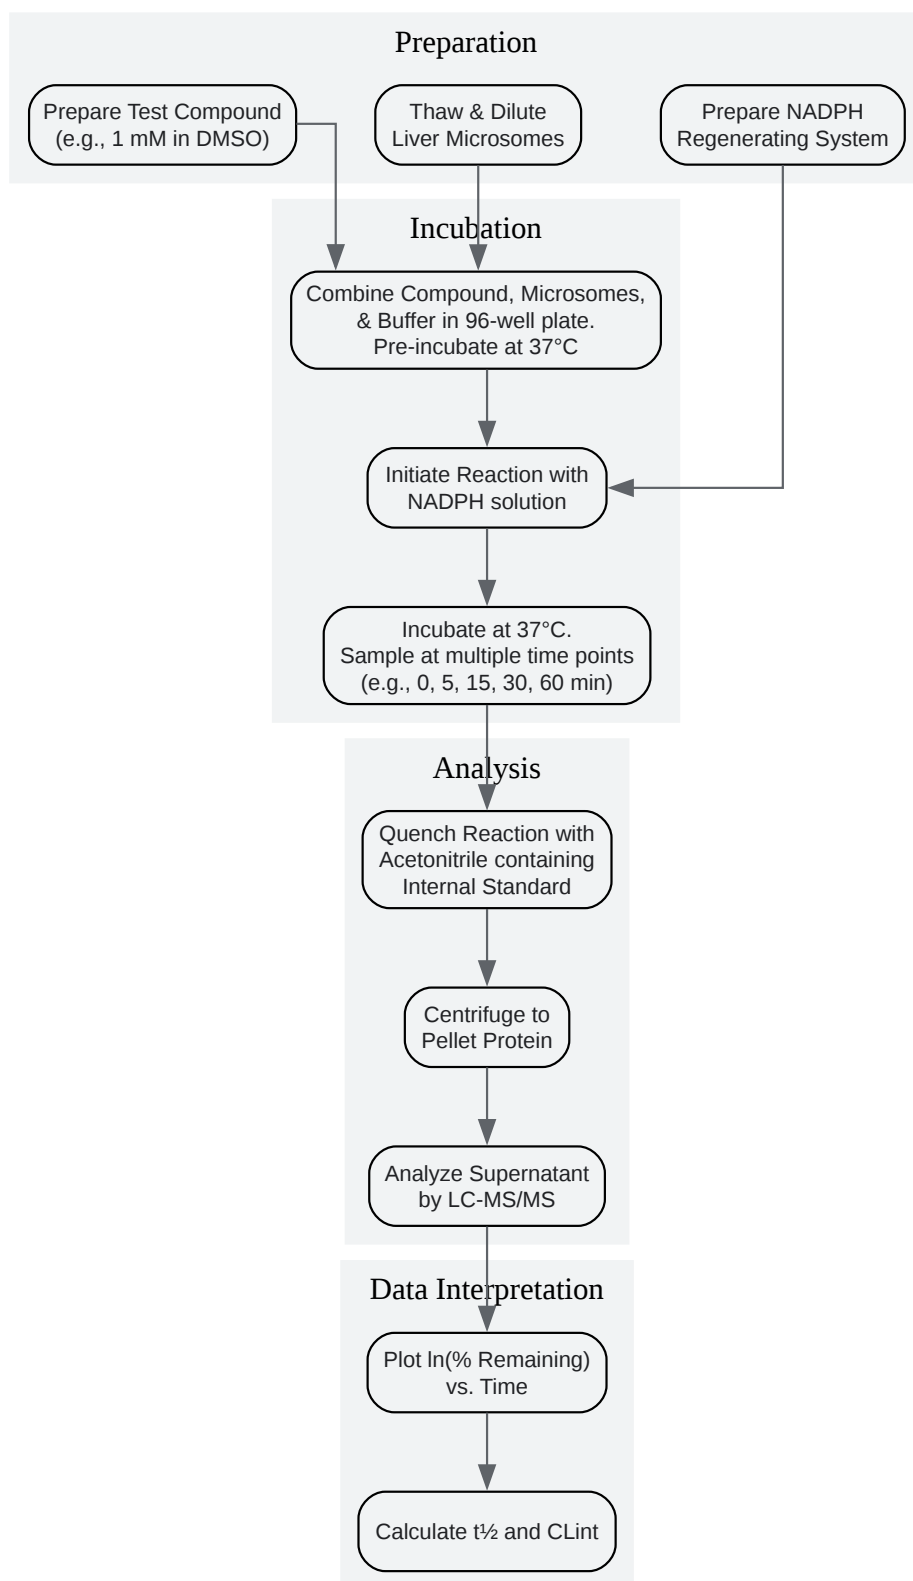 Preparation
Prepare Test Compound
(e.g., 1 mM in DMSO)
Thaw & Dilute
Liver Microsomes
Prepare NADPH
Regenerating System
Incubation
Combine Compound, Microsomes,
& Buffer in 96-well plate.
Pre-incubate at 37°C
Initiate Reaction with
NADPH solution
Incubate at 37°C.
Sample at multiple time points
(e.g., 0, 5, 15, 30, 60 min)
Analysis
Quench Reaction with
Acetonitrile containing
Internal Standard
Centrifuge to
Pellet Protein
Analyze Supernatant
by LC-MS/MS
Data Interpretation
Plot ln(% Remaining)
vs. Time
Calculate t½ and CLint